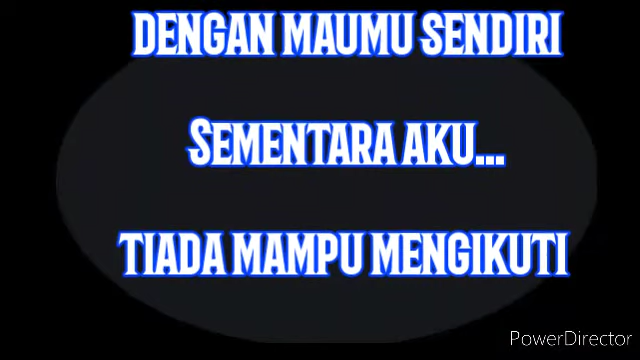 DENGAN MAUMU SENDIRI
SEMENTARA AKU...
TIADA MAMPU MENGIKUTI
PowerDirector